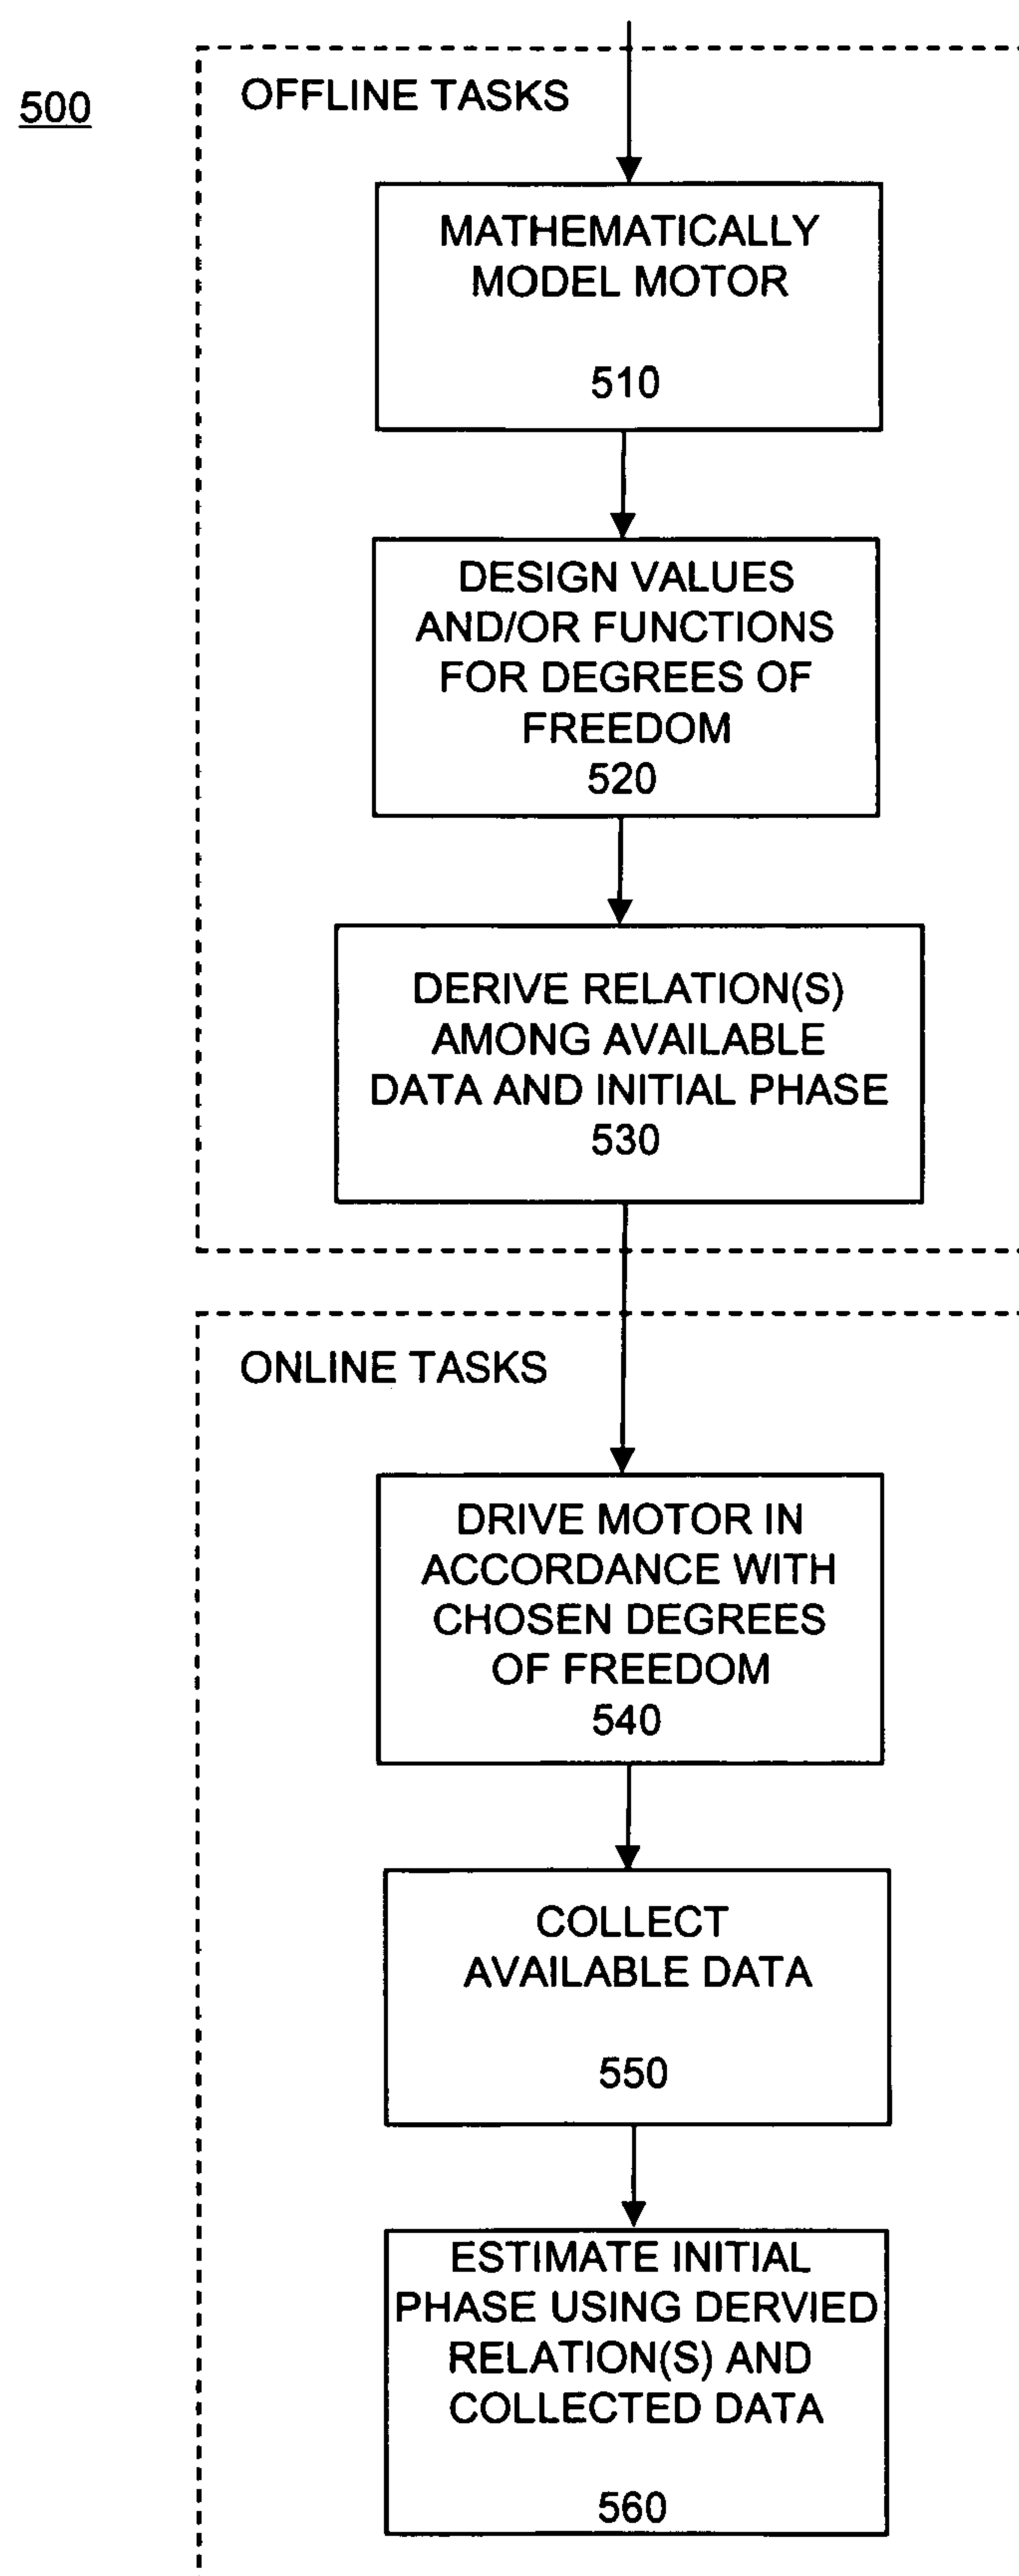 500
OFFLINE TASKS
MATHEMATICALLY
MODEL MOTOR
510
DESIGN VALUES
AND/OR FUNCTIONS
FOR DEGREES OF
FREEDOM
520
DERIVE RELATION(S)
AMONG AVAILABLE
DATA AND INITIAL PHASE
530
ONLINE TASKS
DRIVE MOTOR IN
ACCORDANCE WITH
CHOSEN DEGREES
OF FREEDOM
540
COLLECT
AVAILABLE DATA
550
ESTIMATE INITIAL
PHASE USING DERVIED
RELATION(S) AND
COLLECTED DATA
560